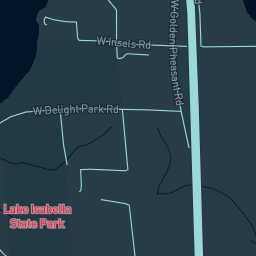 W Insels Rd
W Golden Pheasant Rd
W Delight Park Rd
Lake Isabella
State Park